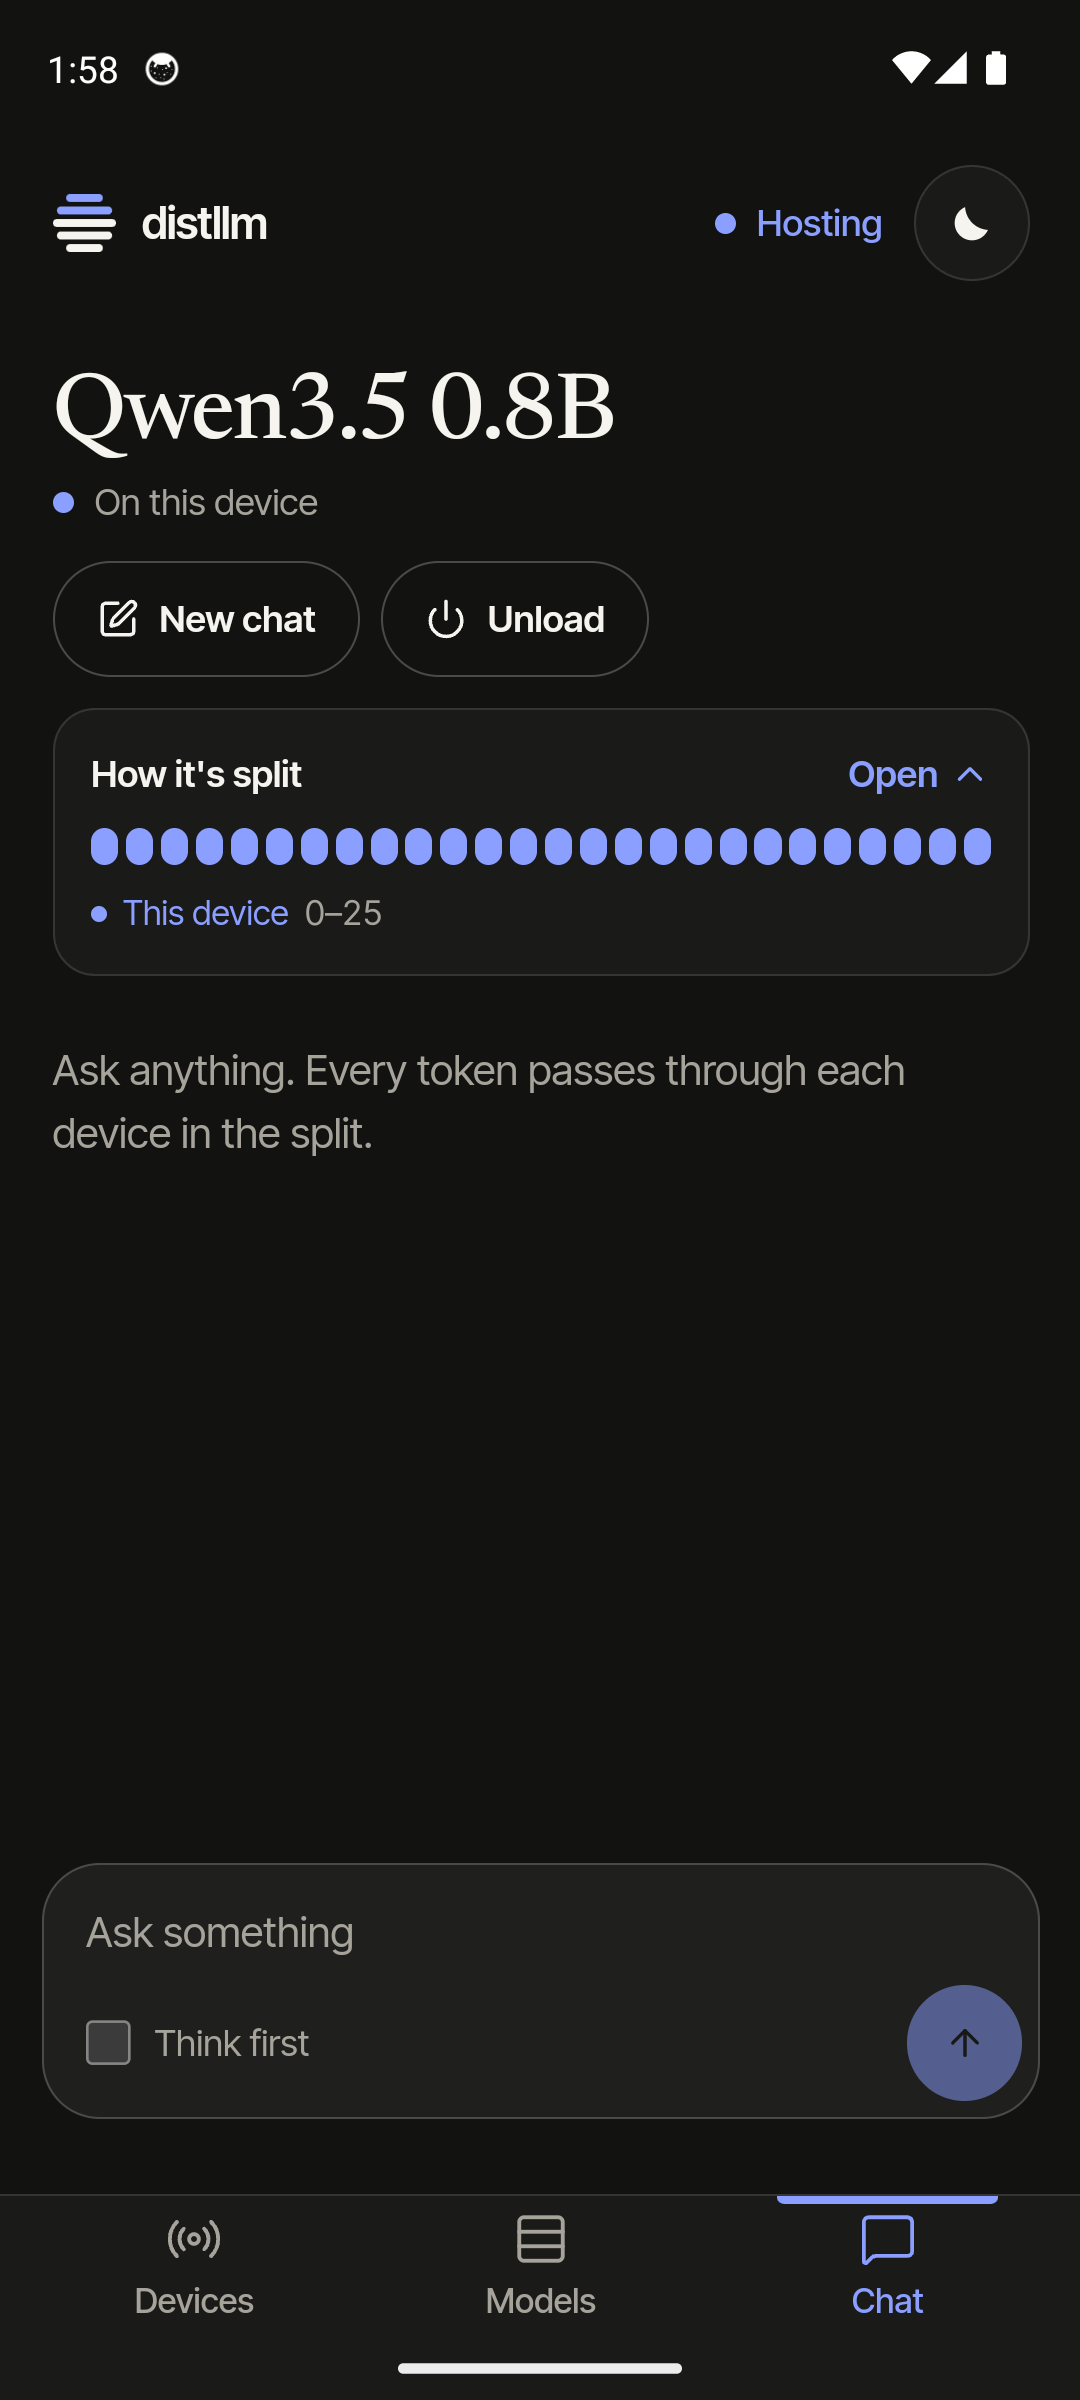 1:58
distllm
Hosting
Qwen3.5 0.8B
On this device
New chat
Unload
How it's split
Open
This device 0–25
Ask anything. Every token passes through each
device in the split.
Ask something
Think first
Devices
Models
Chat